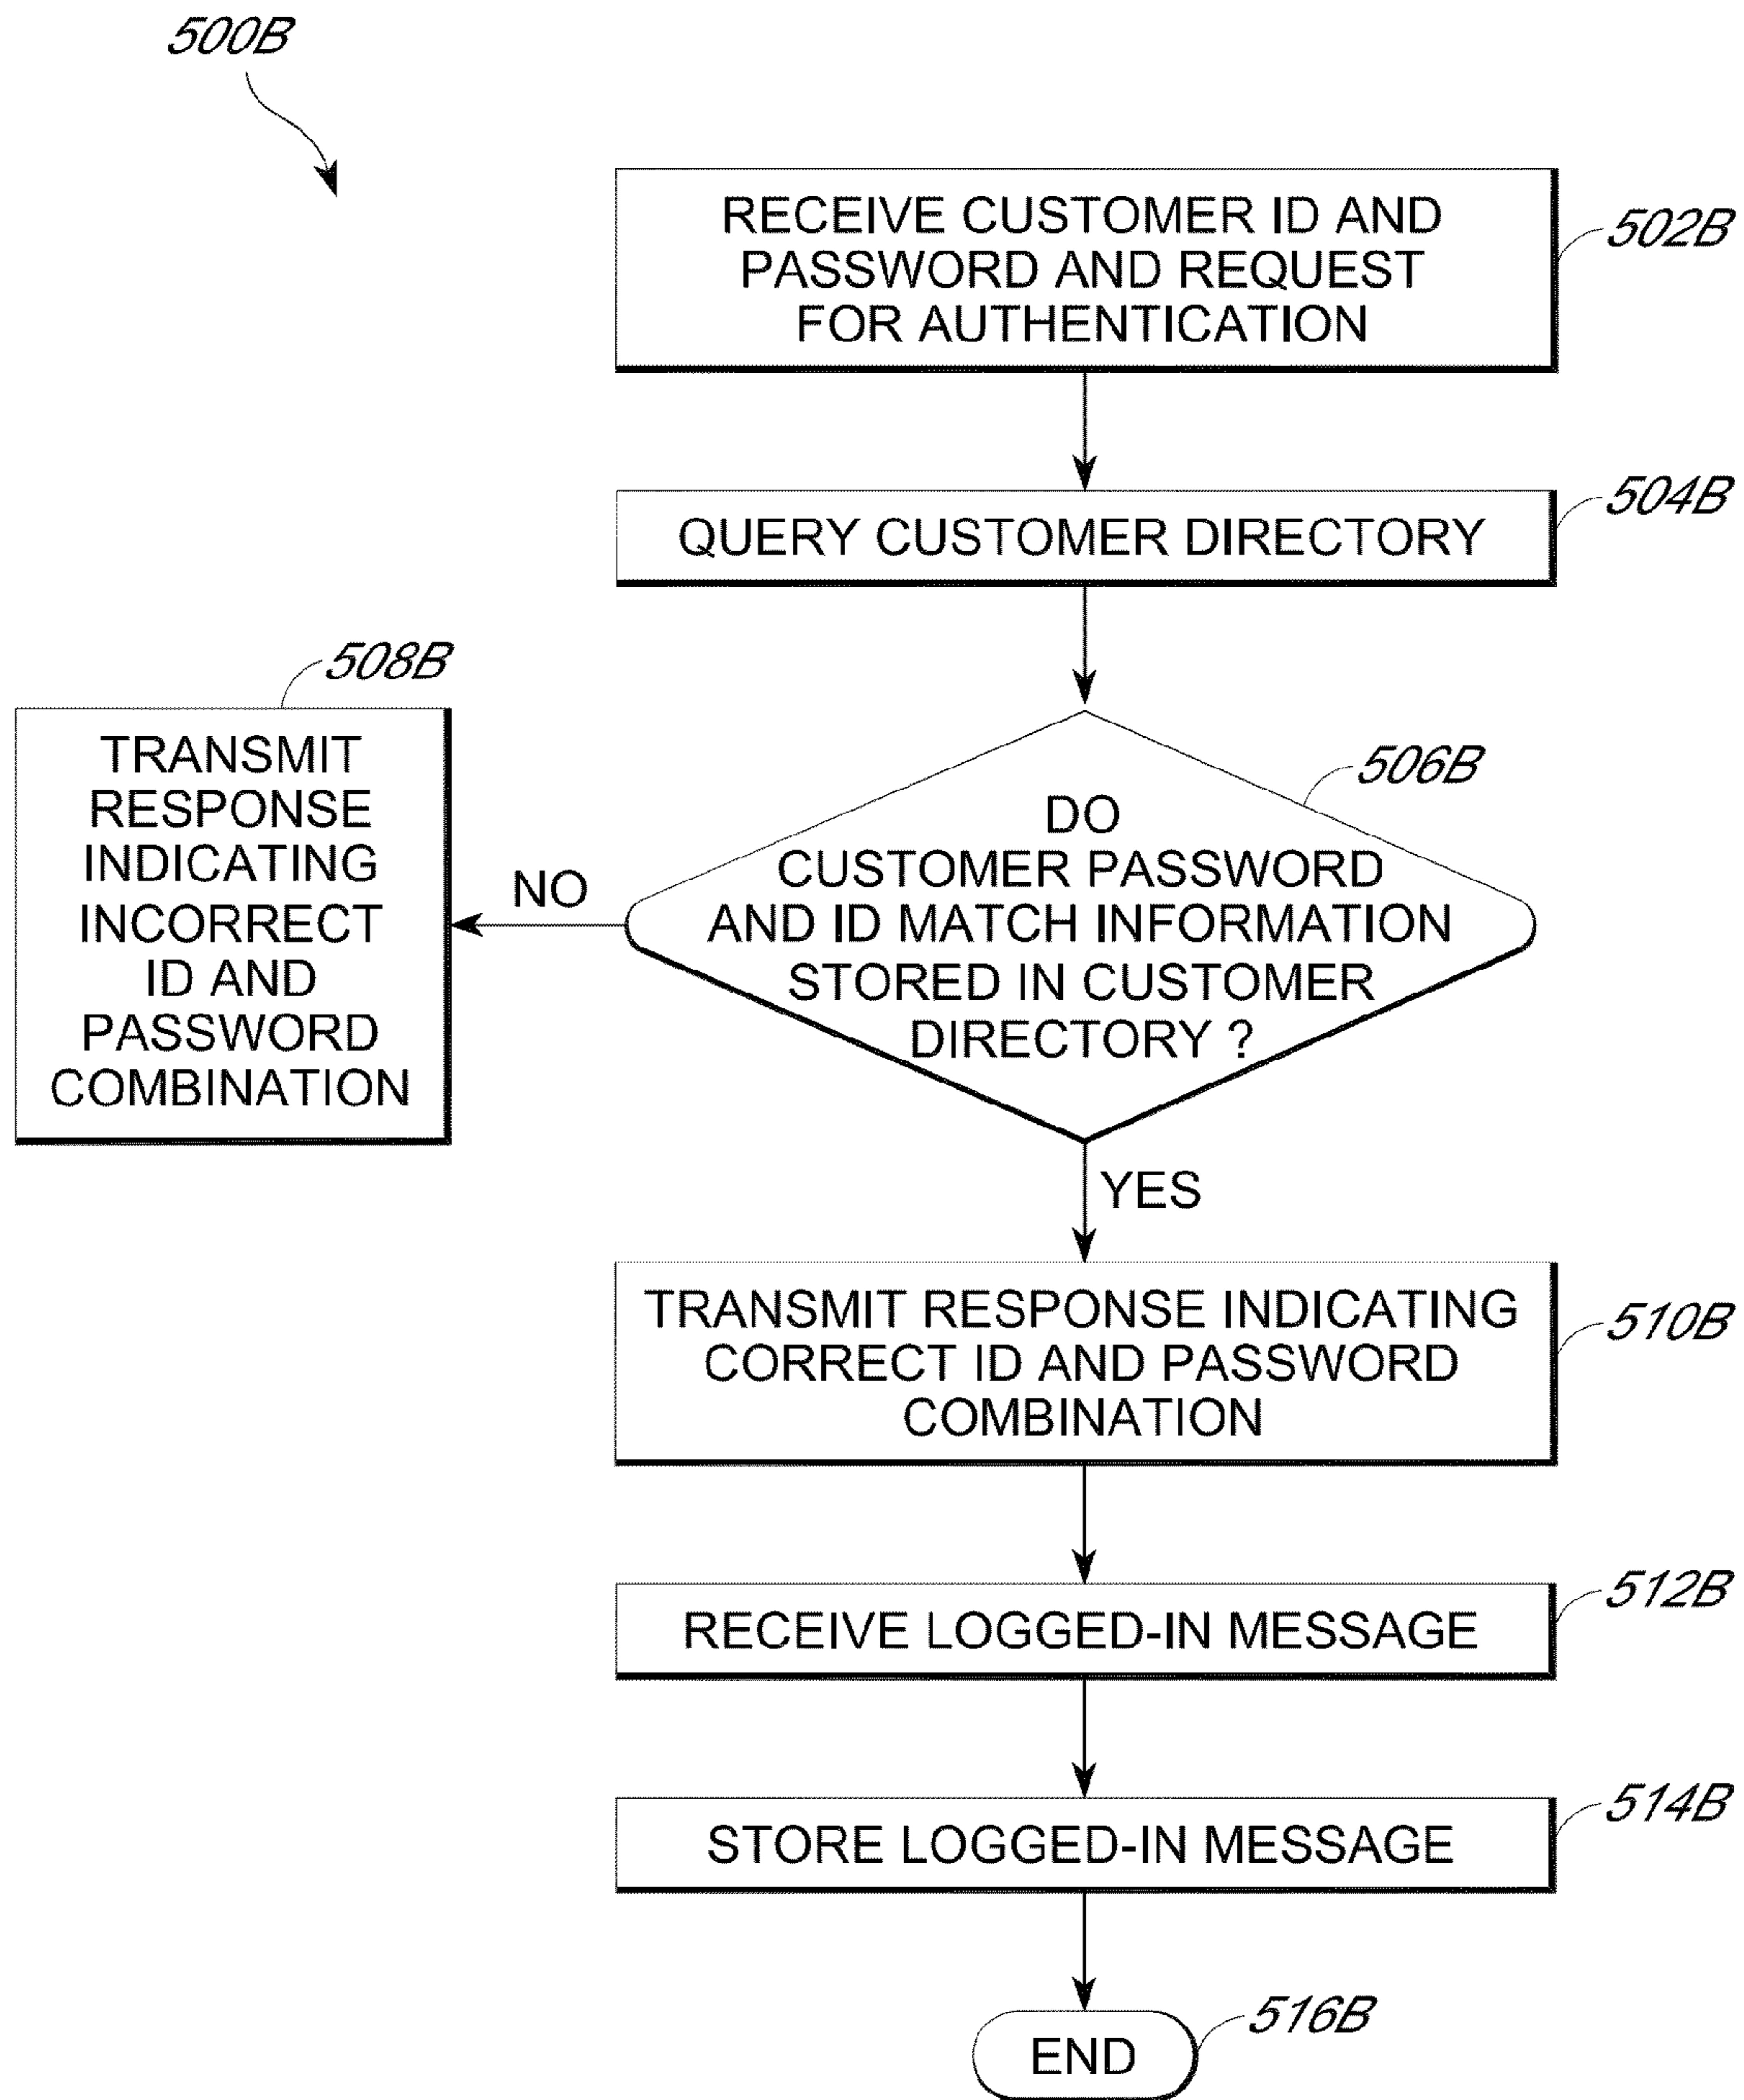 500B
RECEIVE CUSTOMER ID AND
PASSWORD AND REQUEST
FOR AUTHENTICATION
502B
QUERY CUSTOMER DIRECTORY
504B
508B
TRANSMIT
RESPONSE
INDICATING
INCORRECT
ID AND
PASSWORD
COMBINATION
NO
506B
DO
CUSTOMER PASSWORD
AND ID MATCH INFORMATION
STORED IN CUSTOMER
DIRECTORY ?
YES
TRANSMIT RESPONSE INDICATING
CORRECT ID AND PASSWORD
COMBINATION
510B
RECEIVE LOGGED-IN MESSAGE
512B
STORE LOGGED-IN MESSAGE
514B
END
516B